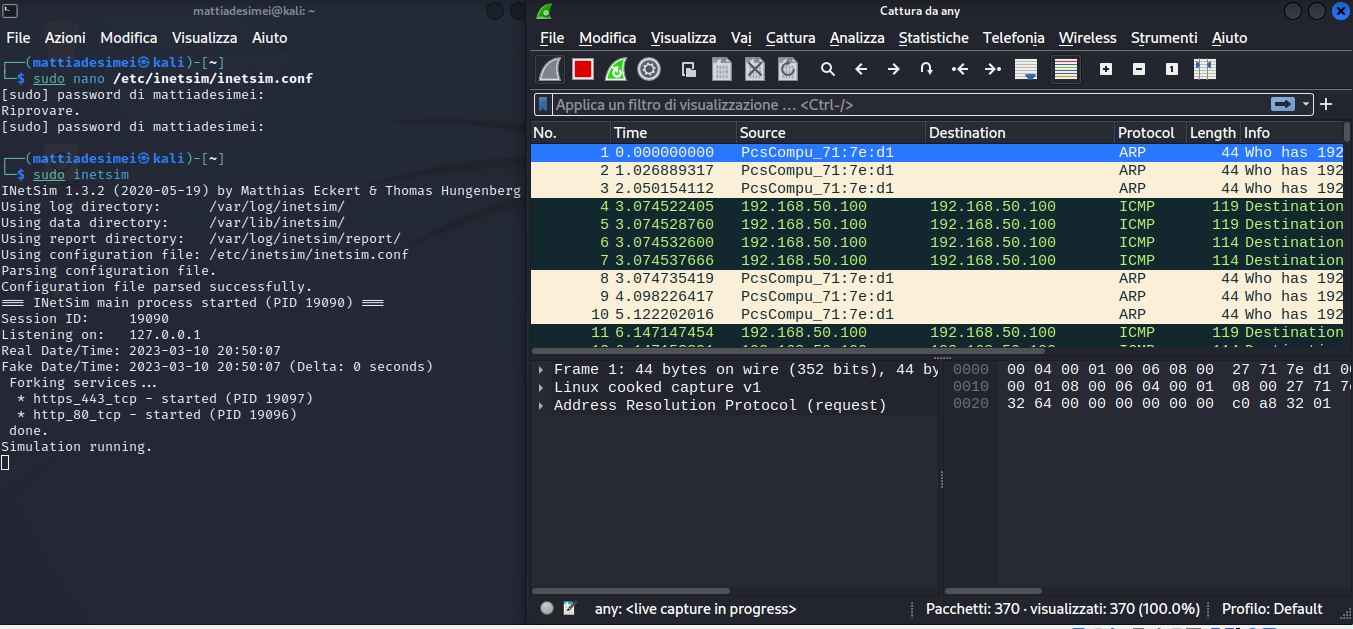 mattiadesimei@kali: ~
File Azioni Modifica Visualizza Aiuto
(mattiadesimei㉿kali)-[~]
$ sudo nano /etc/inetsim/inetsim.conf
[sudo] password di mattiadesimei:
Riprovare.
[sudo] password di mattiadesimei:
(mattiadesimei㉿kali)-[~]
$ sudo inetsim
INetSim 1.3.2 (2020-05-19) by Matthias Eckert & Thomas Hungenberg
Using log directory: /var/log/inetsim/
Using data directory: /var/lib/inetsim/
Using report directory: /var/log/inetsim/report/
Using configuration file: /etc/inetsim/inetsim.conf
Parsing configuration file.
Configuration file parsed successfully.
=== INetSim main process started (PID 19090) ===
Session ID: 19090
Listening on: 127.0.0.1
Real Date/Time: 2023-03-10 20:50:07
Fake Date/Time: 2023-03-10 20:50:07 (Delta: 0 seconds)
Forking services...
* https_443_tcp - started (PID 19097)
* http_80_tcp - started (PID 19096)
done.
Simulation running.
Cattura da any
File Modifica Visualizza Vai Cattura Analizza Statistiche Telefonia Wireless Strumenti Aiuto
Applica un filtro di visualizzazione ... <Ctrl-/>
No. Time Source Destination Protocol Length Info
1 0.000000000 PcsCompu_71:7e:d1 ARP 44 Who has 192
2 1.026889317 PcsCompu_71:7e:d1 ARP 44 Who has 192
3 2.050154112 PcsCompu_71:7e:d1 ARP 44 Who has 192
4 3.074522405 192.168.50.100 192.168.50.100 ICMP 119 Destination
5 3.074528760 192.168.50.100 192.168.50.100 ICMP 119 Destination
6 3.074532600 192.168.50.100 192.168.50.100 ICMP 114 Destination
7 3.074537666 192.168.50.100 192.168.50.100 ICMP 114 Destination
8 3.074735419 PcsCompu_71:7e:d1 ARP 44 Who has 192
9 4.098226417 PcsCompu_71:7e:d1 ARP 44 Who has 192
10 5.122202016 PcsCompu_71:7e:d1 ARP 44 Who has 192
11 6.147147454 192.168.50.100 192.168.50.100 ICMP 119 Destination
Frame 1: 44 bytes on wire (352 bits), 44 by
Linux cooked capture v1
Address Resolution Protocol (request)
0000 00 04 00 01 00 06 08 00 27 71 7e d1
0010 00 01 08 00 06 04 00 01 08 00 27 71
0020 32 64 00 00 00 00 00 00 c0 a8 32 01
any: <live capture in progress>
Pacchetti: 370 · visualizzati: 370 (100.0%)
Profilo: Default